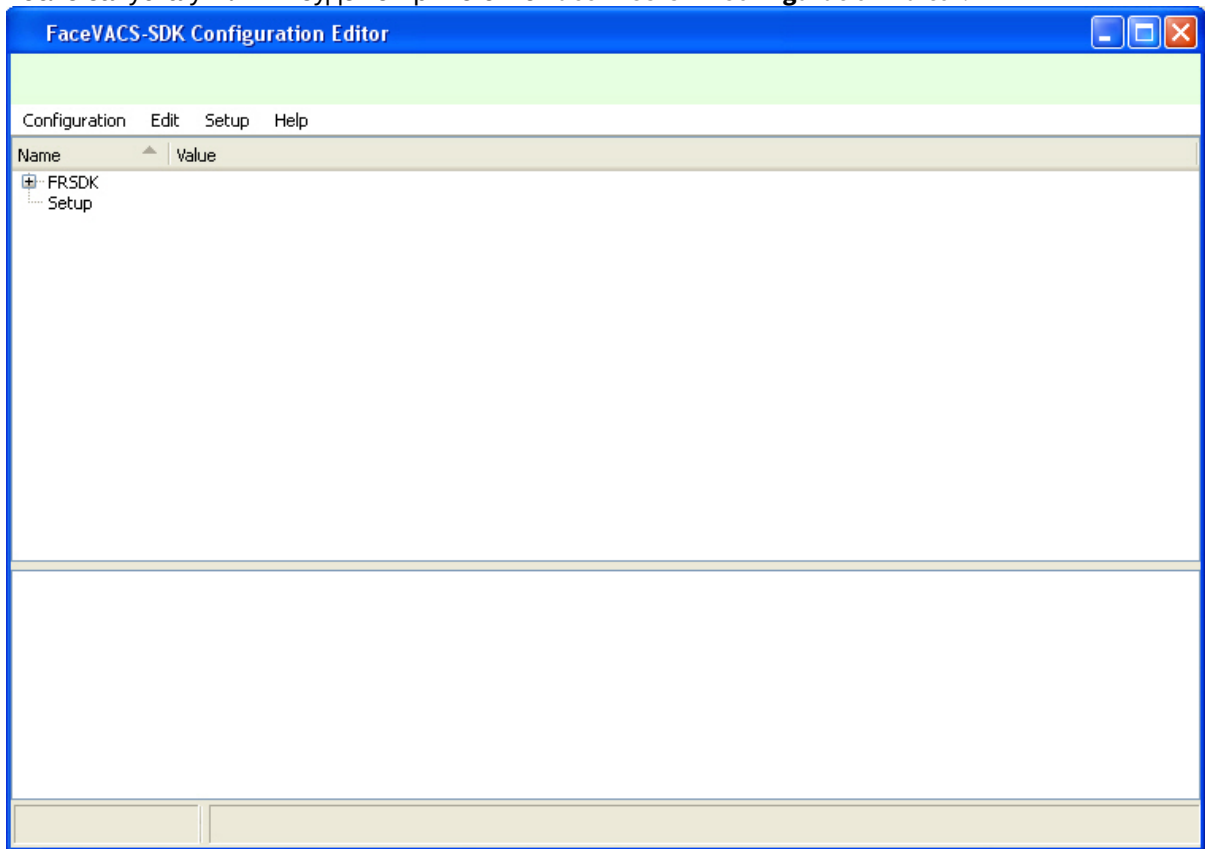 FaceVACS-SDK Configuration Editor
Configuration Edit Setup Help
Name Value
FRSDK
Setup